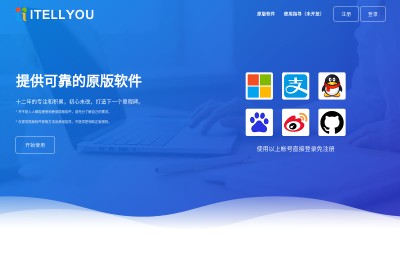 ITELLYOU
原版软件 使用指导（未开放） 注册 登录
提供可靠的原版软件
十二年的专注和积累，初心未改，打造下一个里程碑。
开始使用
支
使用以上账号直接登录免注册